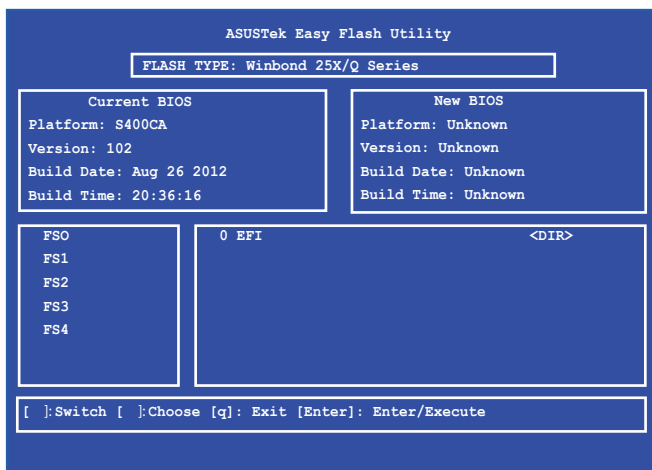 ASUSTek Easy Flash Utility
FLASH TYPE: Winbond 25X/Q Series
Current BIOS
Platform: S400CA
Version: 102
Build Date: Aug 26 2012
Build Time: 20:36:16
New BIOS
Platform: Unknown
Version: Unknown
Build Date: Unknown
Build Time: Unknown
FSO
FS1
FS2
FS3
FS4
0 EFI <DIR>
[ ]:Switch [ ]:Choose [q]: Exit [Enter]: Enter/Execute